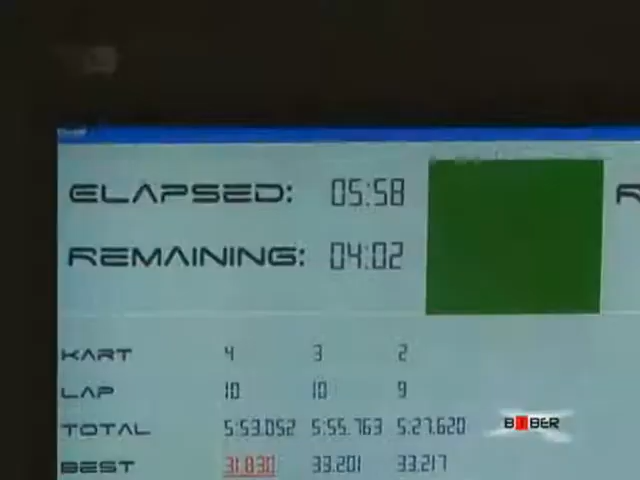 ELAPSED: 05:58
REMAINING: 04:02
KART 4 3 2
LAP 10 10 9
TOTAL 5:53.052 5:55.763 5:27.620
BEST 31.830 33.201 33.217
BIBER